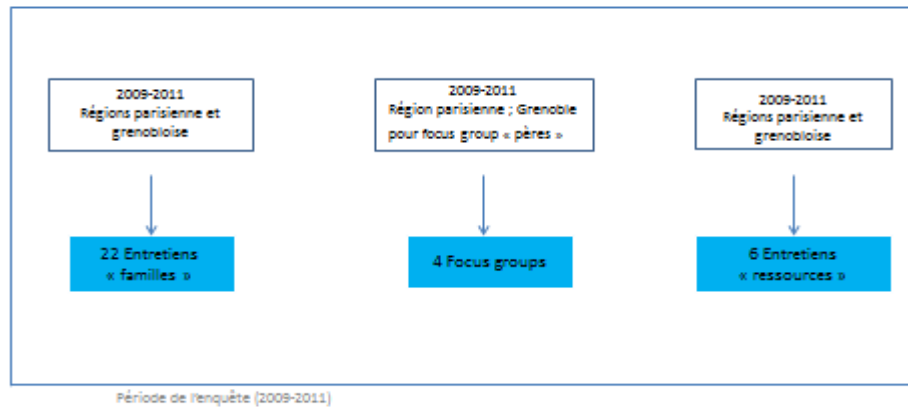 2009-2011
Régions parisienne et
grenobloise
2009-2011
Région parisienne ; Grenoble
pour focus group « pères »
2009-2011
Régions parisienne et
grenobloise
22 Entretiens
« familles »
4 Focus groups
6 Entretiens
« ressources »
Période de l'enquête (2009-2011)